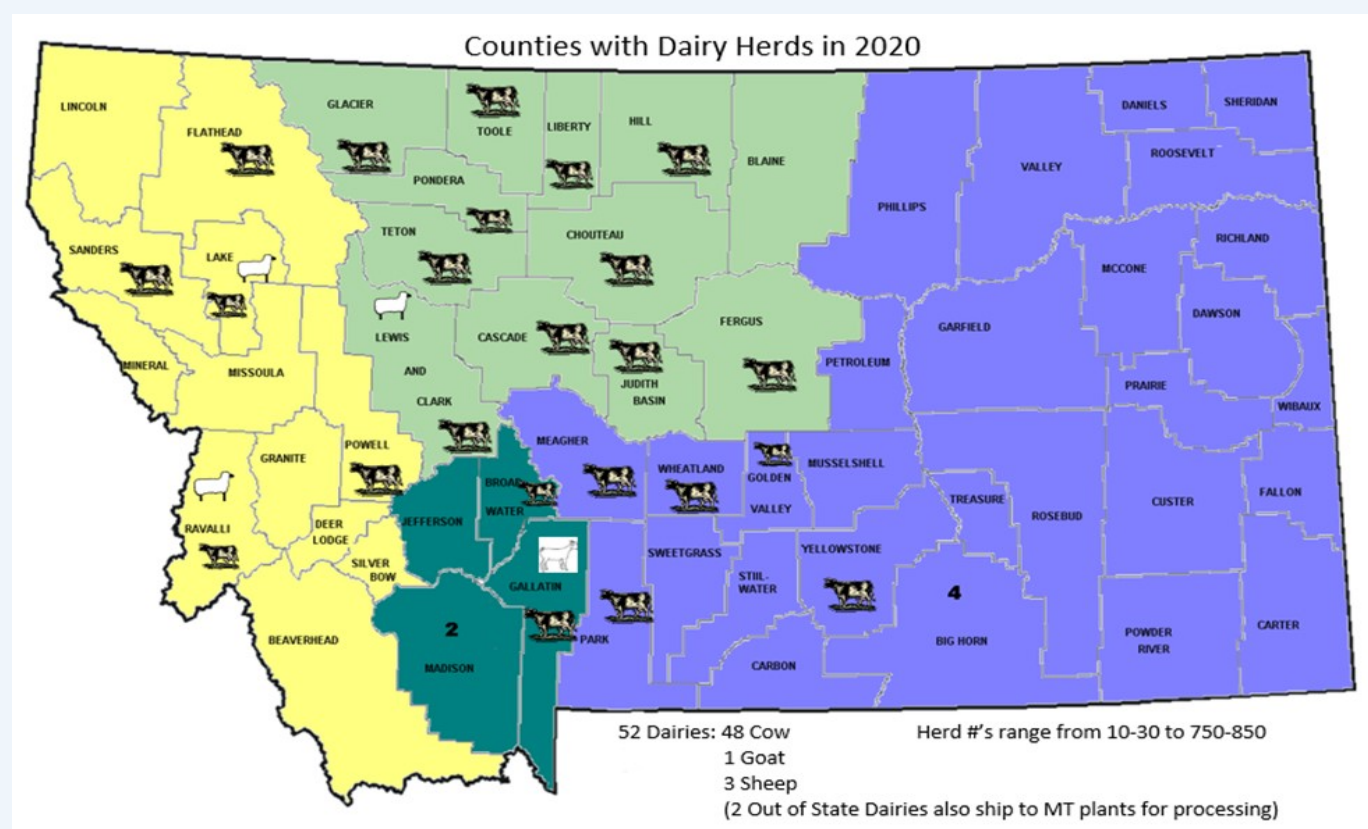 Counties with Dairy Herds in 2020
LINCOLN
FLATHEAD
GLACIER
TOOLE
LIBERTY
HILL
BLAINE
PHILLIPS
VALLEY
DANIELS
SHERIDAN
ROOSEVELT
PONDERA
SANDERS
LAKE
TETON
CHOUTEAU
MCCONE
RICHLAND
MINERAL
MISSOULA
LEWIS
AND
CLARK
CASCADE
JUDITH
BASIN
FERGUS
PETROLEUM
GARFIELD
DAWSON
PRAIRIE
WIBAUX
GRANITE
POWELL
MEAGHER
WHEATLAND
GOLDEN
VALLEY
MUSSELSHELL
TREASURE
ROSEBUD
CUSTER
FALLON
RAVALLI
DEER
LODGE
SILVER
BOW
JEFFERSON
BROAD
WATER
GALLATIN
SWEETGRASS
STILL-
WATER
YELLOWSTONE
BEAVERHEAD
2
MADISON
PARK
CARBON
4
BIG HORN
POWDER
RIVER
CARTER
52 Dairies: 48 Cow
1 Goat
3 Sheep
(2 Out of State Dairies also ship to MT plants for processing)
Herd #'s range from 10-30 to 750-850